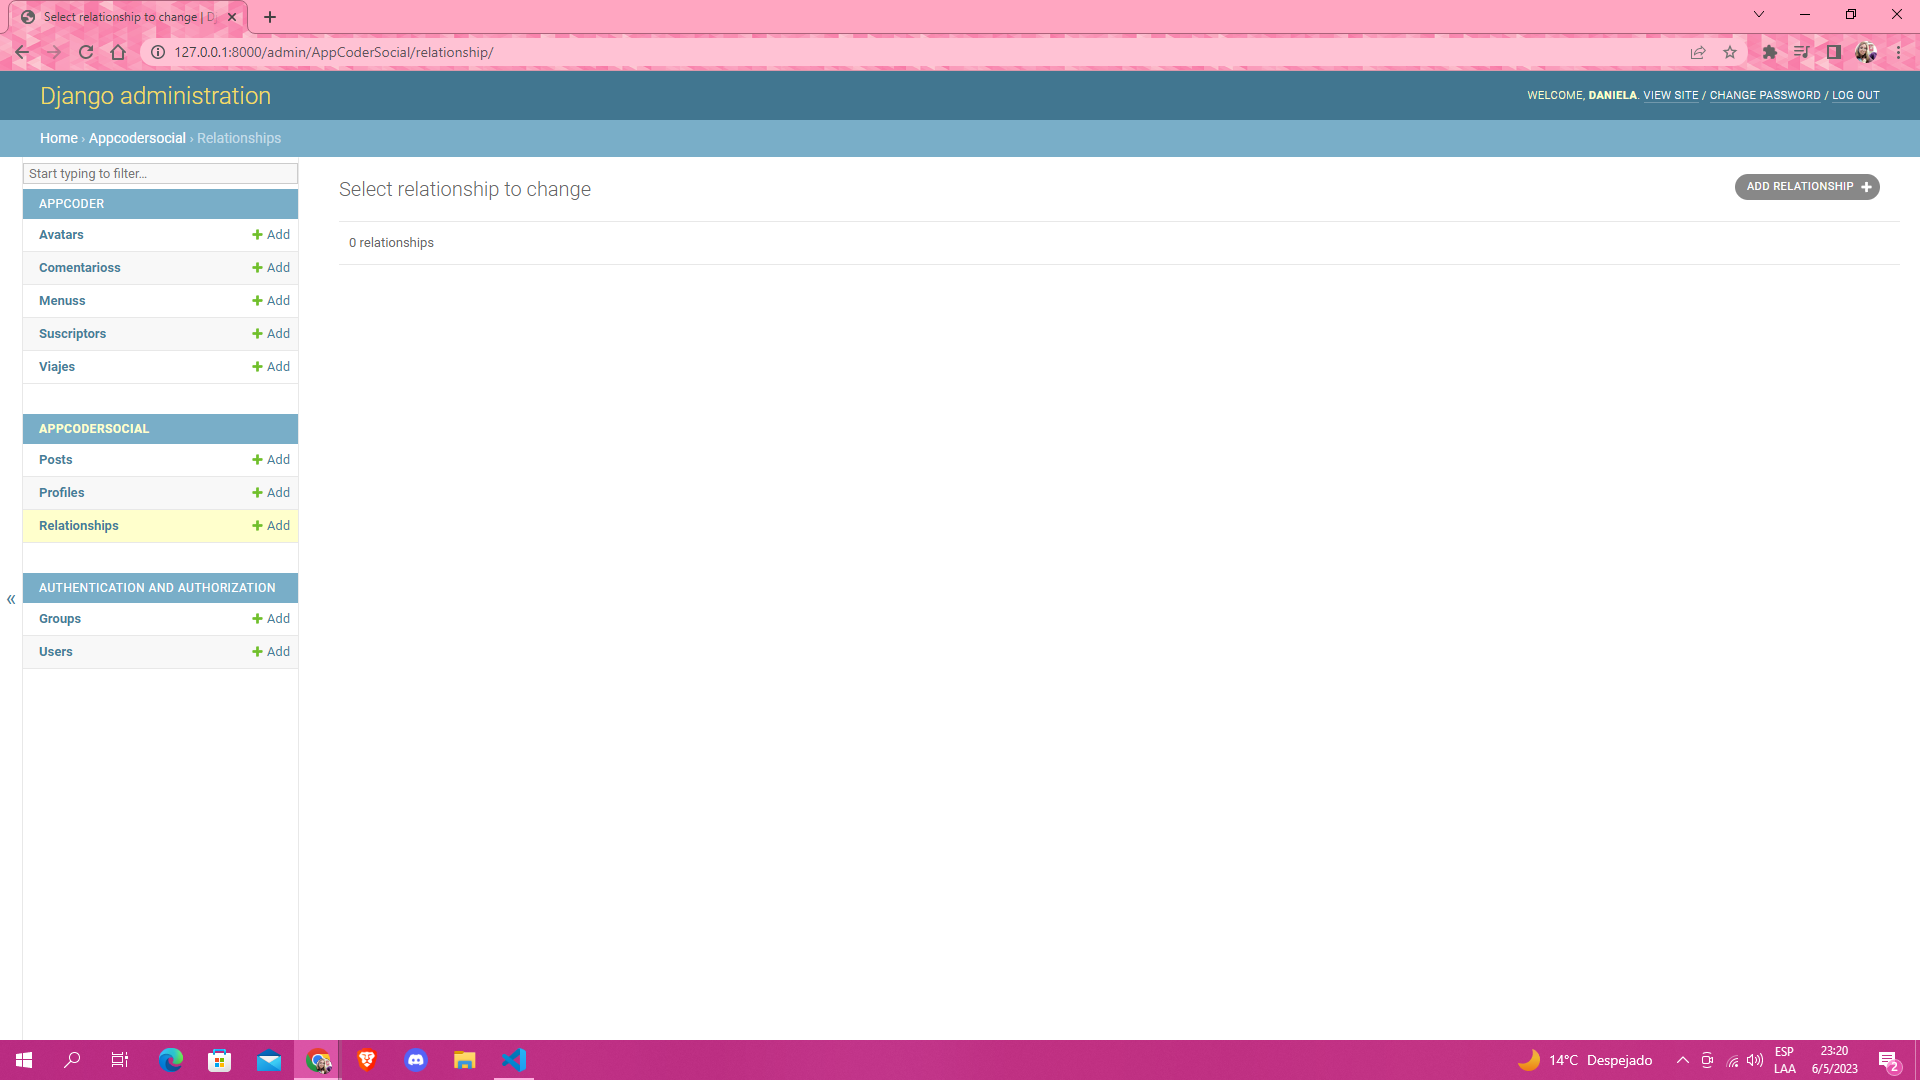 Select relationship to change | D
127.0.0.1:8000/admin/AppCoderSocial/relationship/
Django administration
WELCOME, DANIELA. VIEW SITE / CHANGE PASSWORD / LOG OUT
Home › Appcodersocial › Relationships
Start typing to filter...
APPCODER
Avatars + Add
Comentarioss + Add
Menuss + Add
Suscriptors + Add
Viajes + Add
APPCODERSOCIAL
Posts + Add
Profiles + Add
Relationships + Add
AUTHENTICATION AND AUTHORIZATION
Groups + Add
Users + Add
«
Select relationship to change
ADD RELATIONSHIP +
0 relationships
14°C Despejado
ESP
LAA
23:20
6/5/2023
2